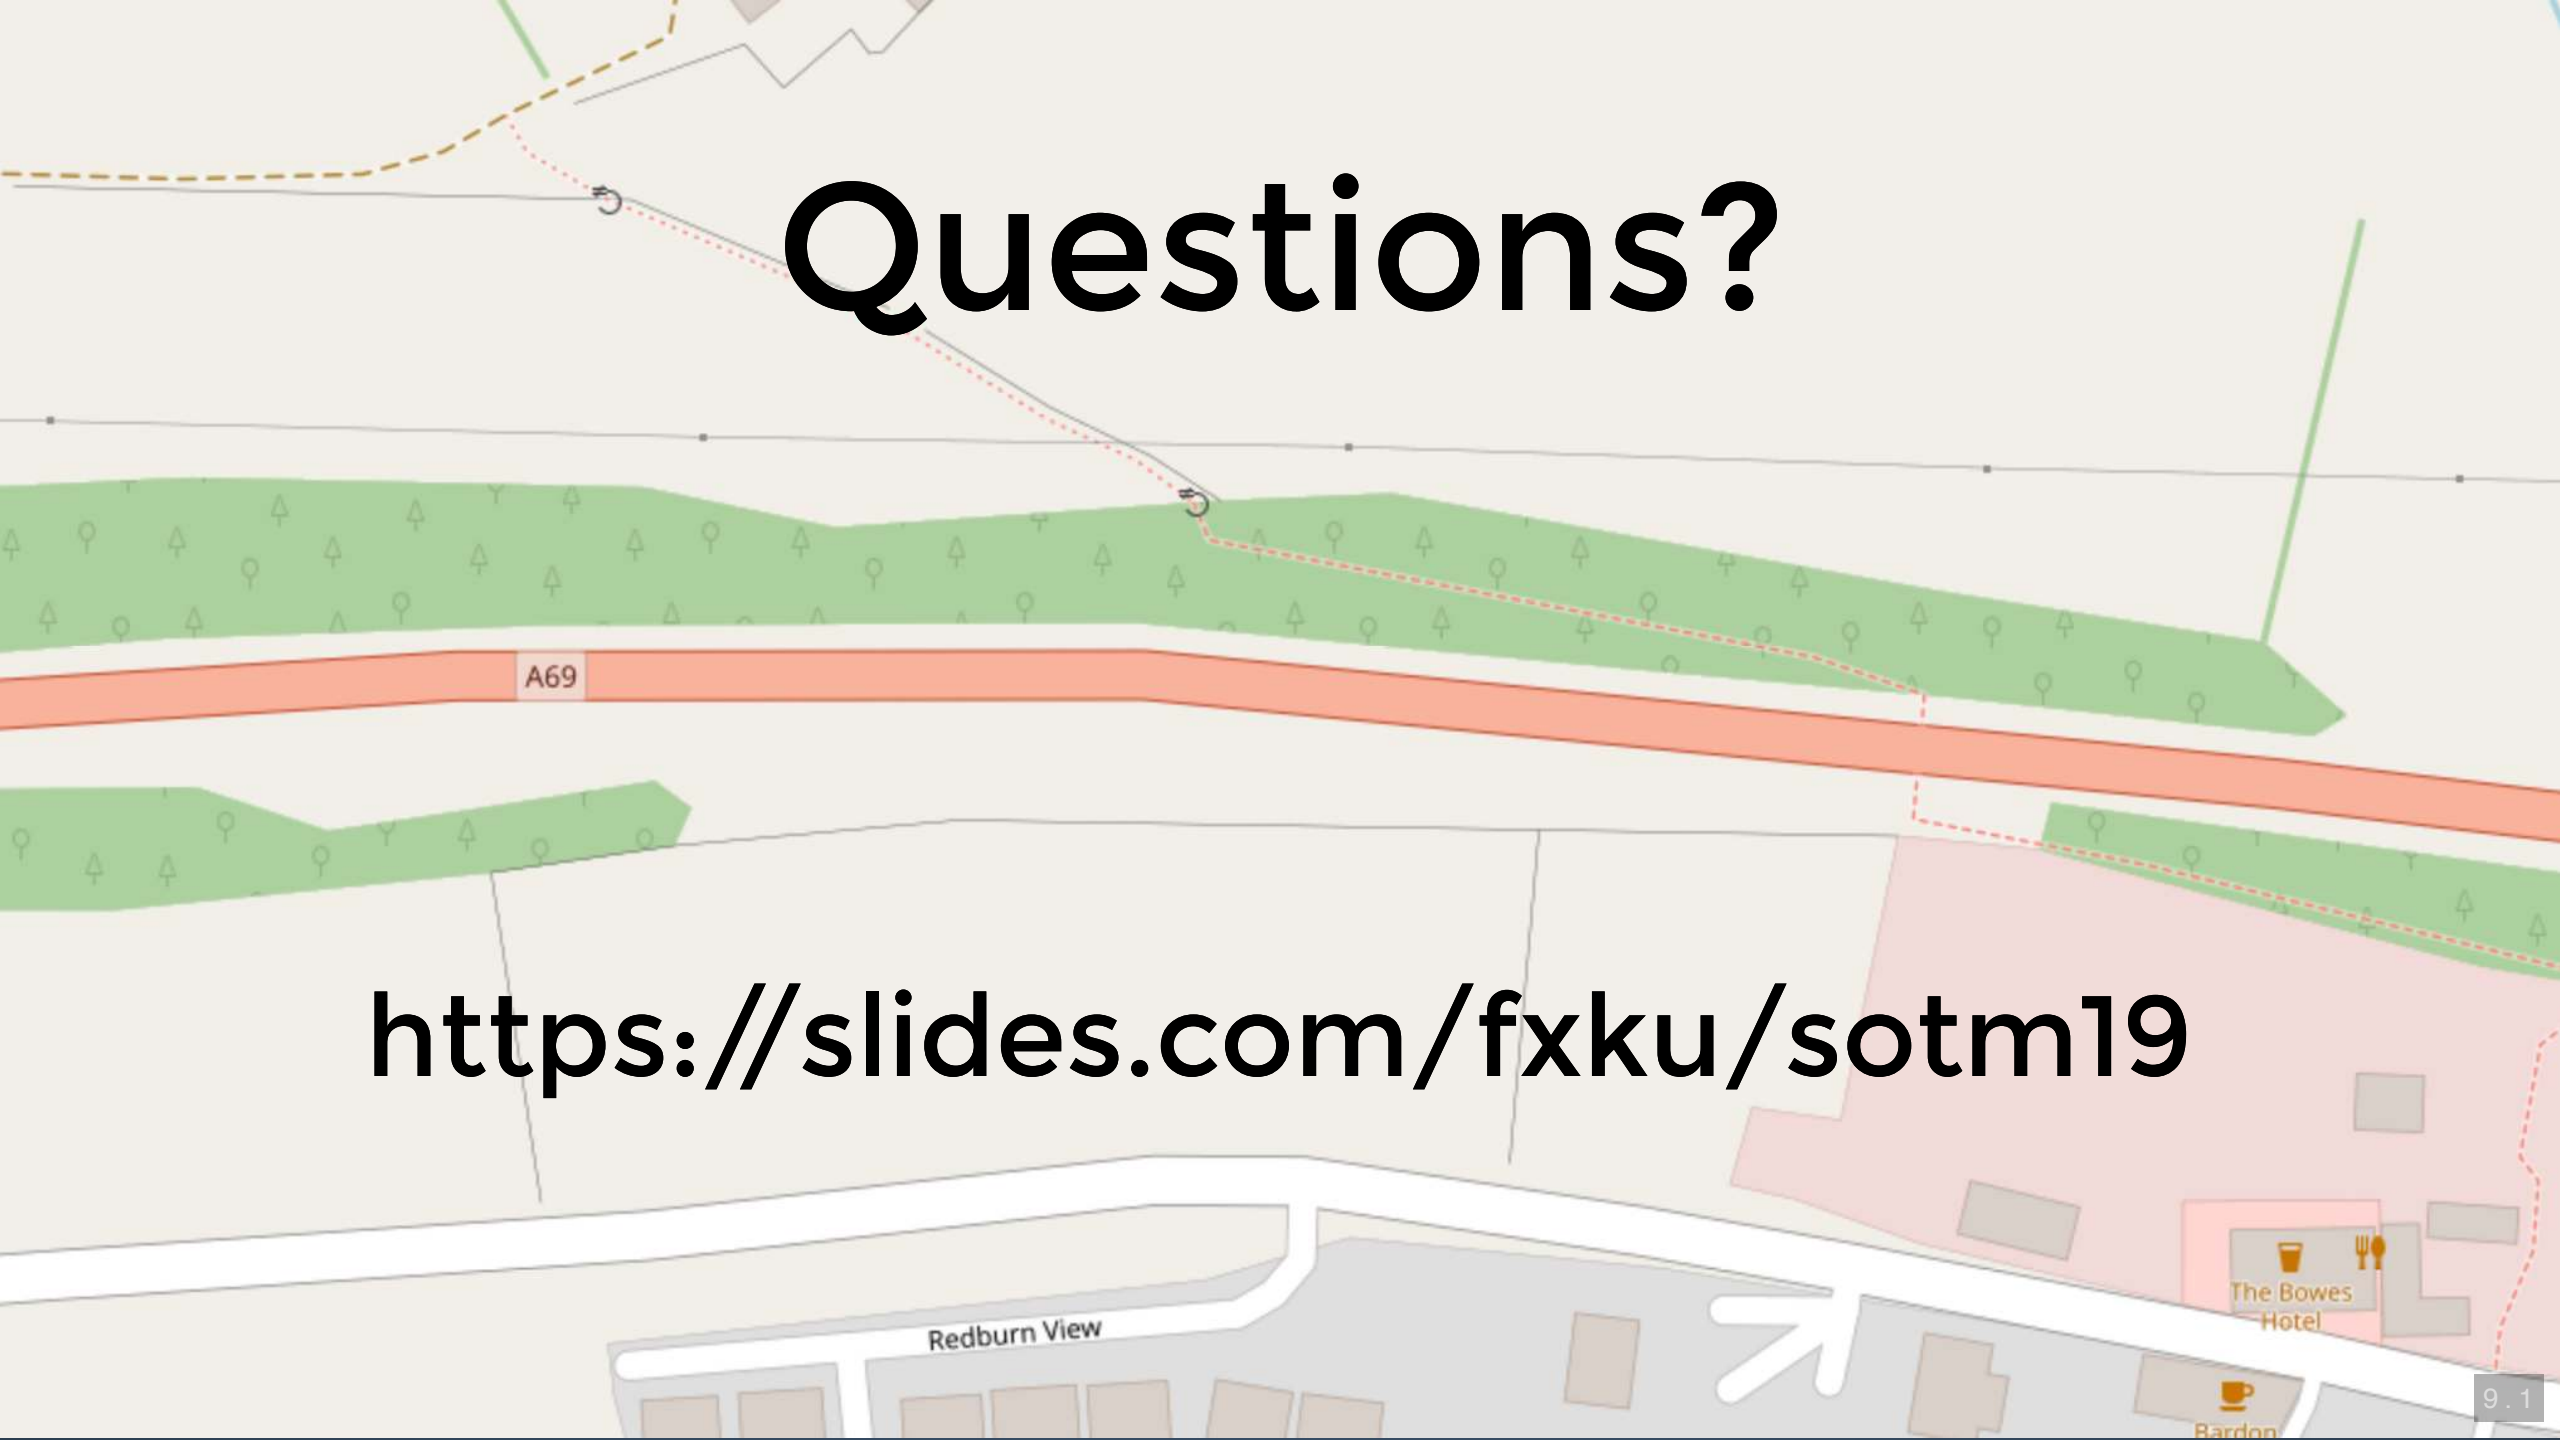 Questions?
A69
https://slides.com/fxku/sotm19
The Bowes
Hotel
Redburn View
Bardon
9.1